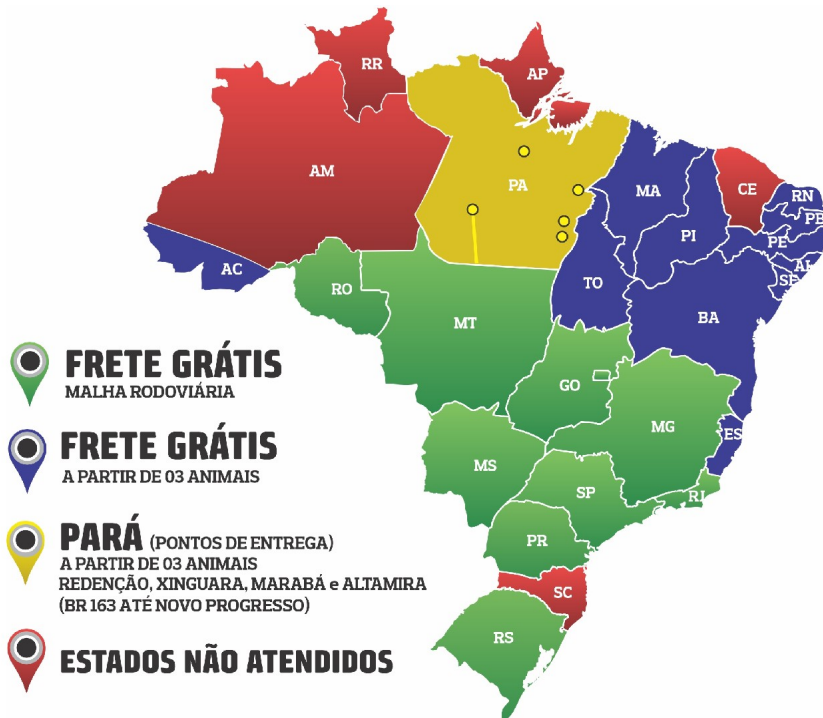 RR
AP
AM
PA
MA
CE
RN
PB
PI
PE
AL
SE
AC
TO
RO
BA
MT
GO
MG
ES
MS
SP
RJ
PR
SC
RS
FRETE GRÁTIS
MALHA RODOVIÁRIA
FRETE GRÁTIS
A PARTIR DE 03 ANIMAIS
PARÁ (PONTOS DE ENTREGA)
A PARTIR DE 03 ANIMAIS
REDENÇÃO, XINGUARA, MARABÁ e ALTAMIRA
(BR 163 ATÉ NOVO PROGRESSO)
ESTADOS NÃO ATENDIDOS